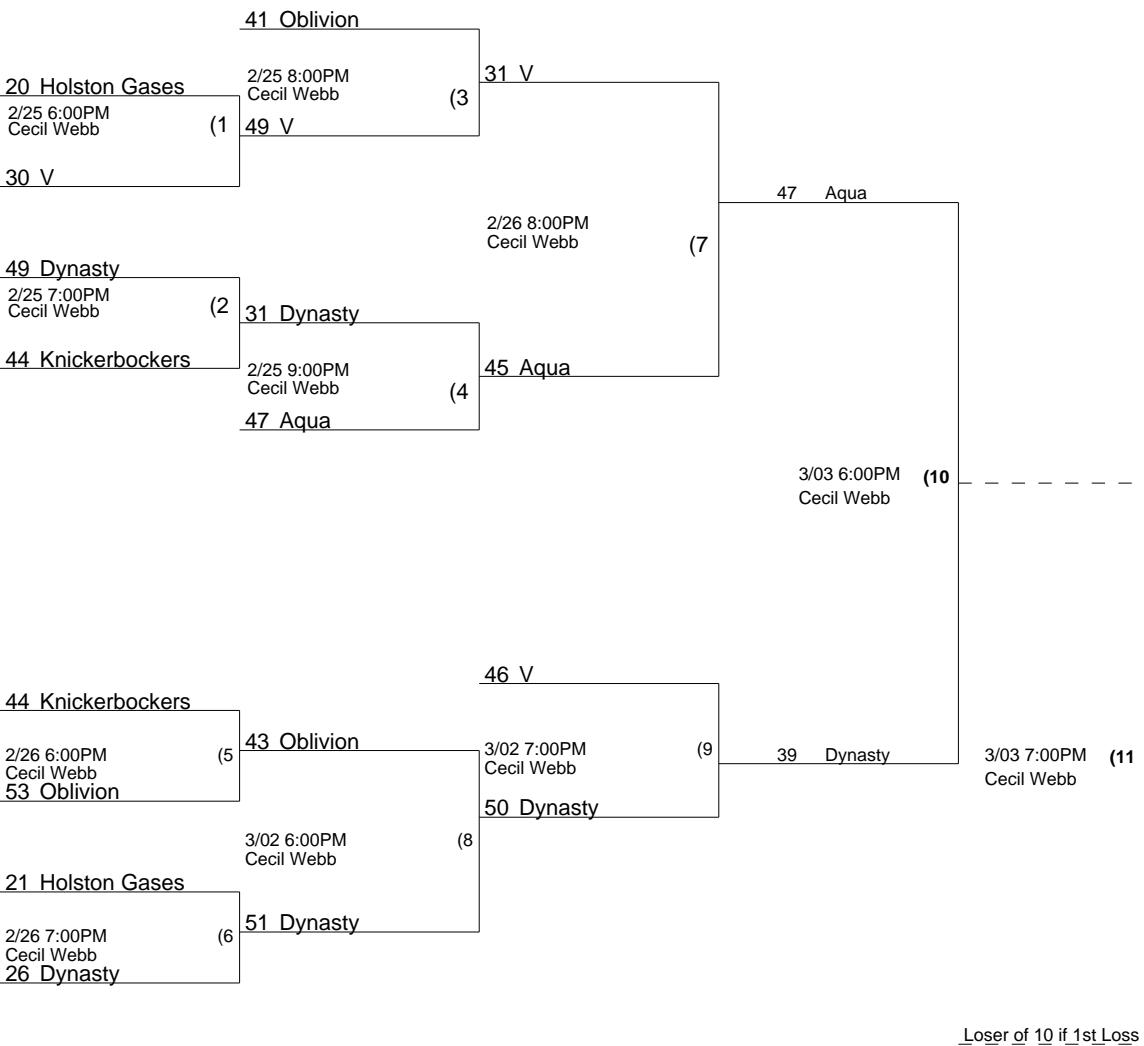 41 Oblivion
20 Holston Gases
2/25 8:00PM
Cecil Webb
(3
31 V
2/25 6:00PM
Cecil Webb
(1
49 V
30 V
47 Aqua
2/26 8:00PM
Cecil Webb
(7
49 Dynasty
2/25 7:00PM
Cecil Webb
(2
31 Dynasty
44 Knickerbockers
2/25 9:00PM
Cecil Webb
(4
45 Aqua
47 Aqua
3/03 6:00PM
Cecil Webb
(10
46 V
44 Knickerbockers
2/26 6:00PM
Cecil Webb
(5
43 Oblivion
53 Oblivion
3/02 7:00PM
Cecil Webb
(9
39 Dynasty
3/03 7:00PM
Cecil Webb
(11
50 Dynasty
3/02 6:00PM
Cecil Webb
(8
21 Holston Gases
2/26 7:00PM
Cecil Webb
(6
51 Dynasty
26 Dynasty
Loser of 10 if 1st Loss